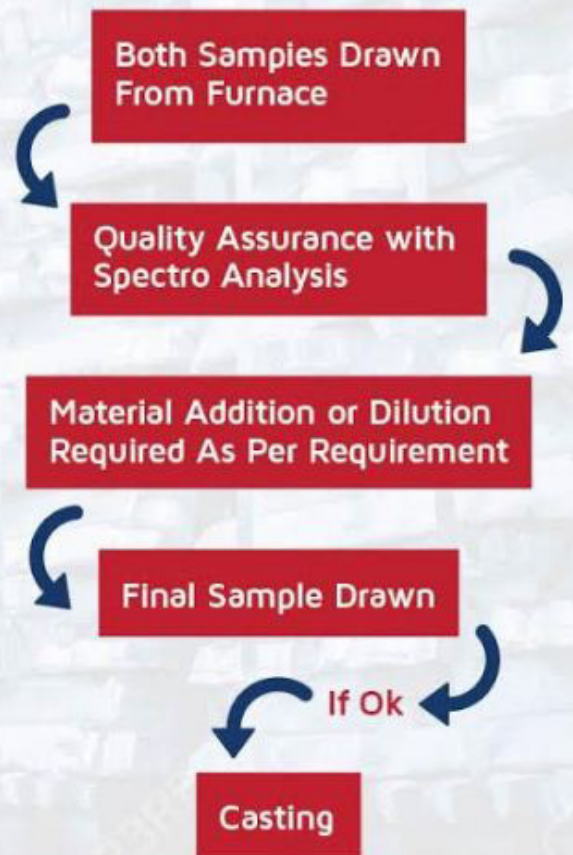 Both Sampies Drawn
From Furnace
Quality Assurance with
Spectro Analysis
Material Addition or Dilution
Required As Per Requirement
Final Sample Drawn
If Ok
Casting